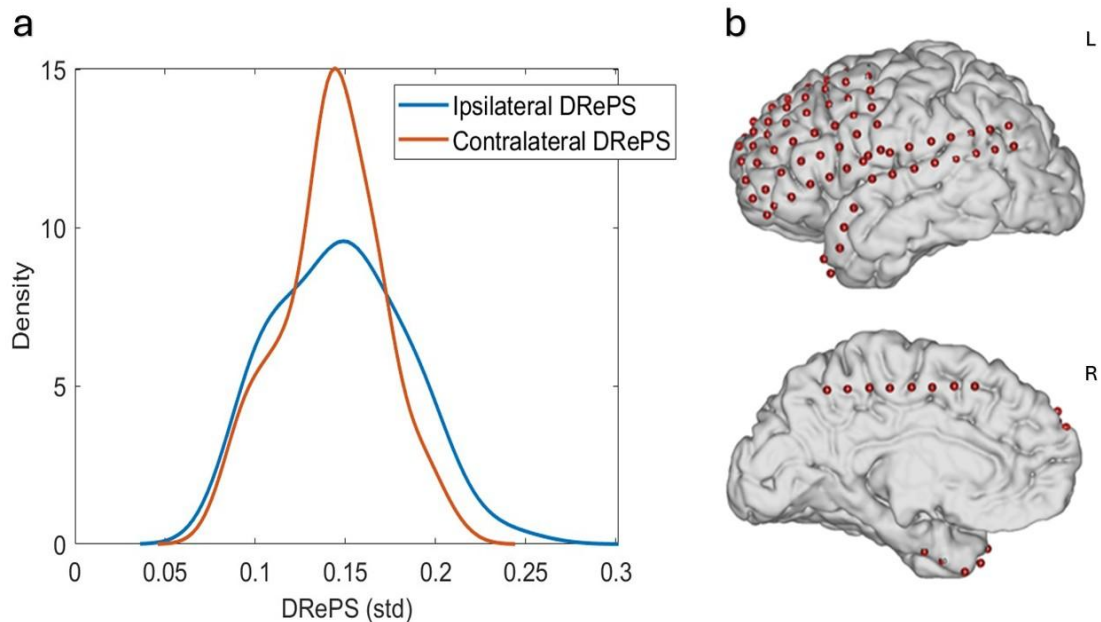 a
b
L
15
Ipsilateral DRePS
Contralateral DRePS
10
Density
5
R
0
0 0.05 0.1 0.15 0.2 0.25 0.3
DRePS (std)